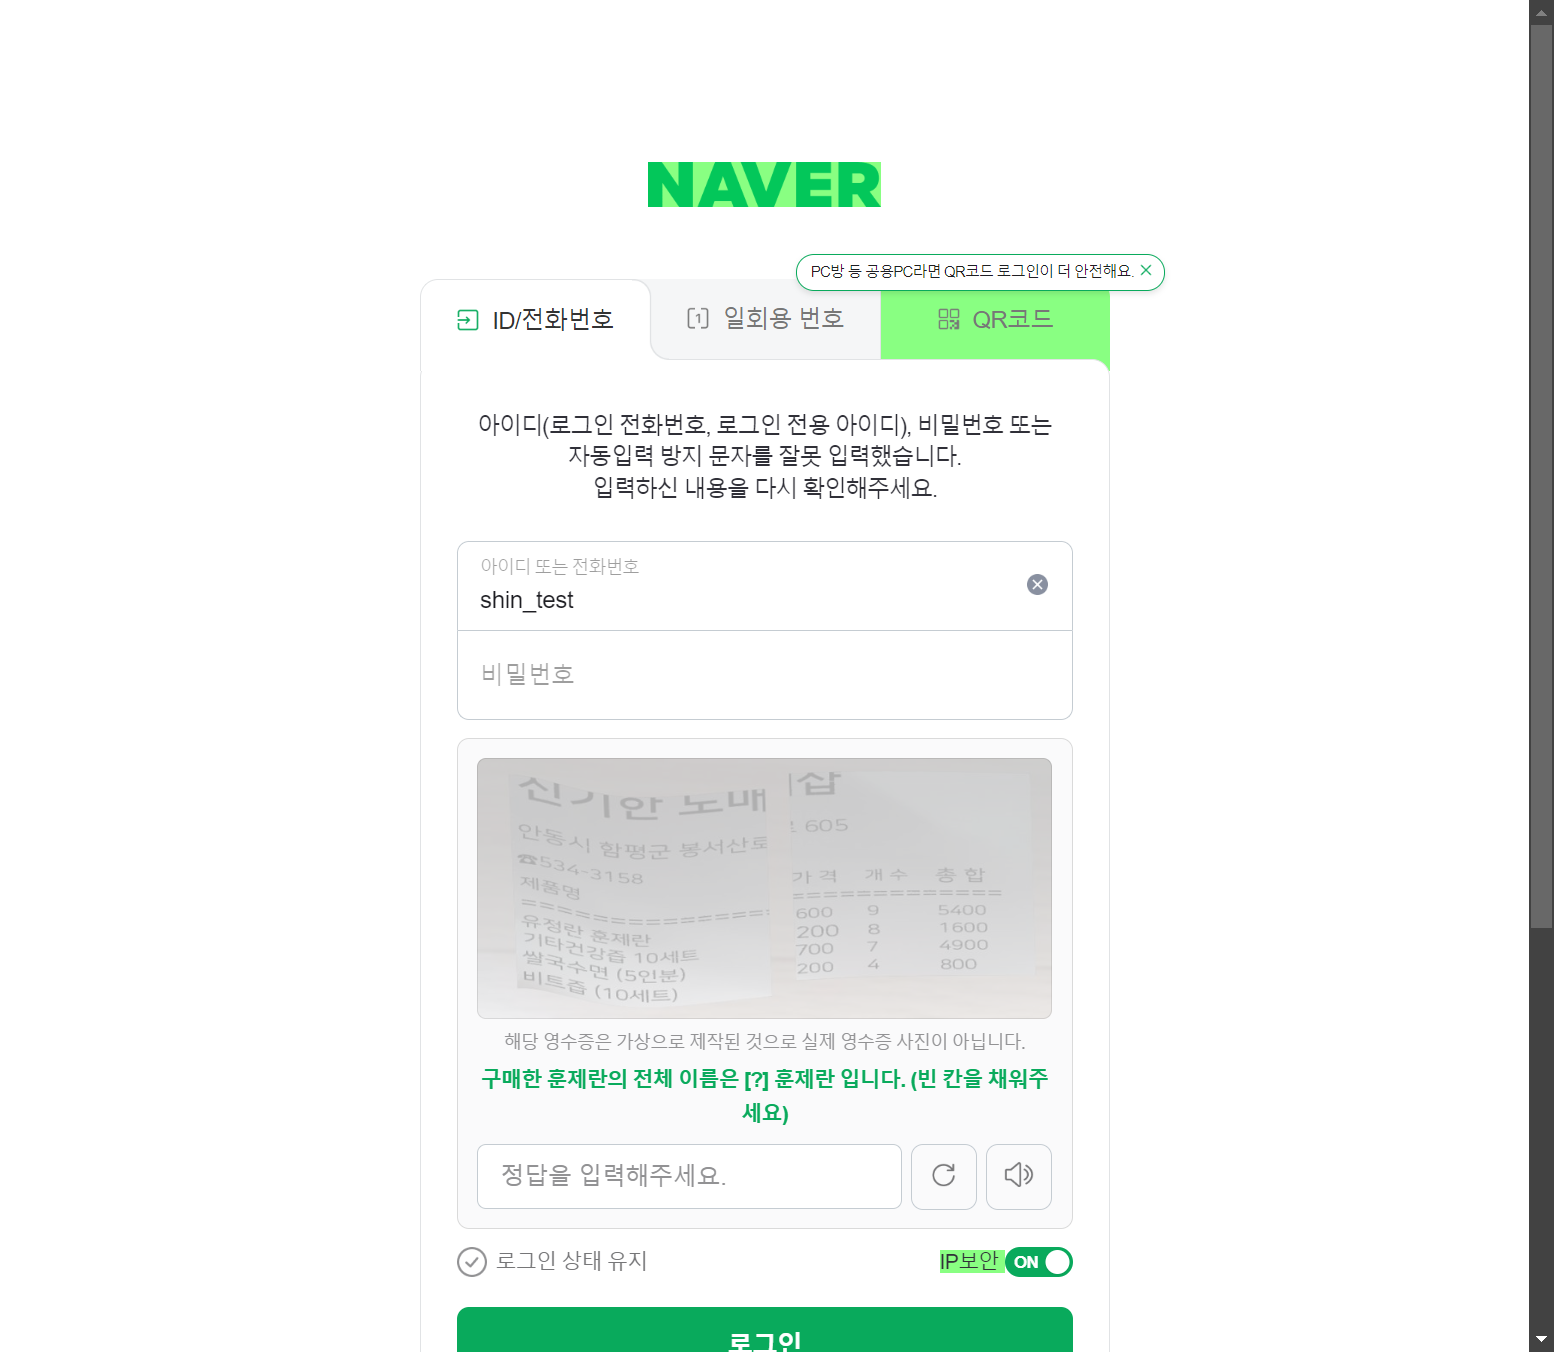 NAVER
PC방 등 공용PC라면 QR코드 로그인이 더 안전해요.
ID/전화번호
일회용 번호
QR코드
아이디(로그인 전화번호, 로그인 전용 아이디), 비밀번호 또는
자동입력 방지 문자를 잘못 입력했습니다.
입력하신 내용을 다시 확인해주세요.
아이디 또는 전화번호
shin_test
비밀번호
신기한 도매 삽
안동시 함평군 봉서산로 605
☎534-3158
제품명 가격 개수 총합
==============
유정란 훈제란 600 9 5400
기타건강즙 10세트 200 8 1600
쌀국수면 (5인분) 700 7 4900
비트즙 (10세트) 200 4 800
해당 영수증은 가상으로 제작된 것으로 실제 영수증 사진이 아닙니다.
구매한 훈제란의 전체 이름은 [?] 훈제란 입니다. (빈 칸을 채워주
세요)
정답을 입력해주세요.
로그인 상태 유지
IP보안 ON
로그인